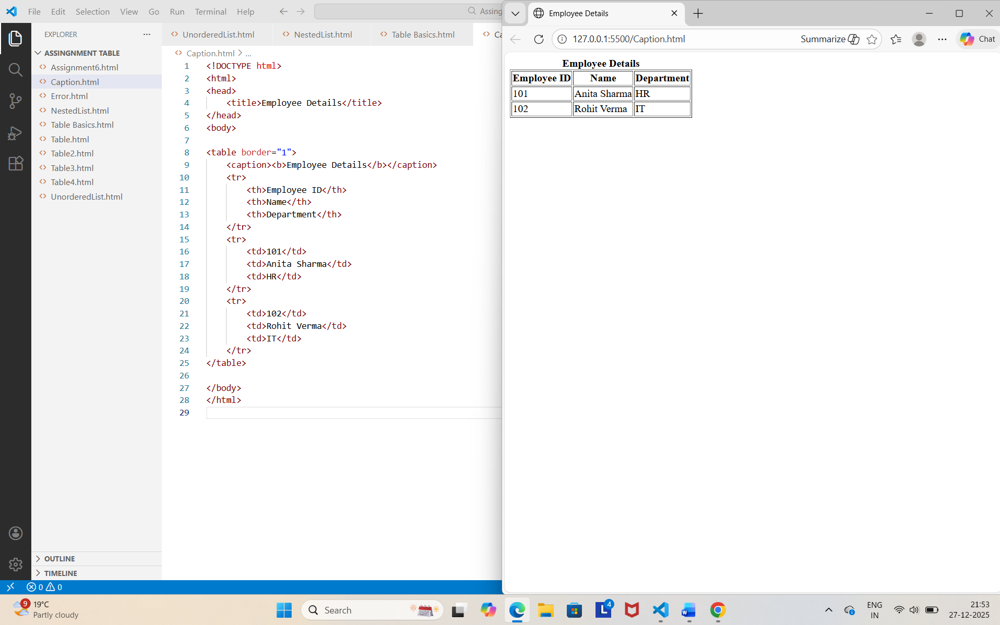 File Edit Selection View Go Run Terminal Help
Assing
EXPLORER
ASSINGNMENT TABLE
Assignment6.html
Caption.html
Error.html
NestedList.html
Table Basics.html
Table.html
Table2.html
Table3.html
Table4.html
UnorderedList.html
OUTLINE
TIMELINE
UnorderedList.html NestedList.html Table Basics.html Ca
Caption.html > ...
1 <!DOCTYPE html>
2 <html>
3 <head>
4 <title>Employee Details</title>
5 </head>
6 <body>
7
8 <table border="1">
9 <caption><b>Employee Details</b></caption>
10 <tr>
11 <th>Employee ID</th>
12 <th>Name</th>
13 <th>Department</th>
14 </tr>
15 <tr>
16 <td>101</td>
17 <td>Anita Sharma</td>
18 <td>HR</td>
19 </tr>
20 <tr>
21 <td>102</td>
22 <td>Rohit Verma</td>
23 <td>IT</td>
24 </tr>
25 </table>
26
27 </body>
28 </html>
29
0 0
Employee Details
127.0.0.1:5500/Caption.html Summarize Chat
Employee Details
Employee ID Name Department
101 Anita Sharma HR
102 Rohit Verma IT
9 19°C
Partly cloudy
Search
L 4
W
ENG
IN
21:53
27-12-2025